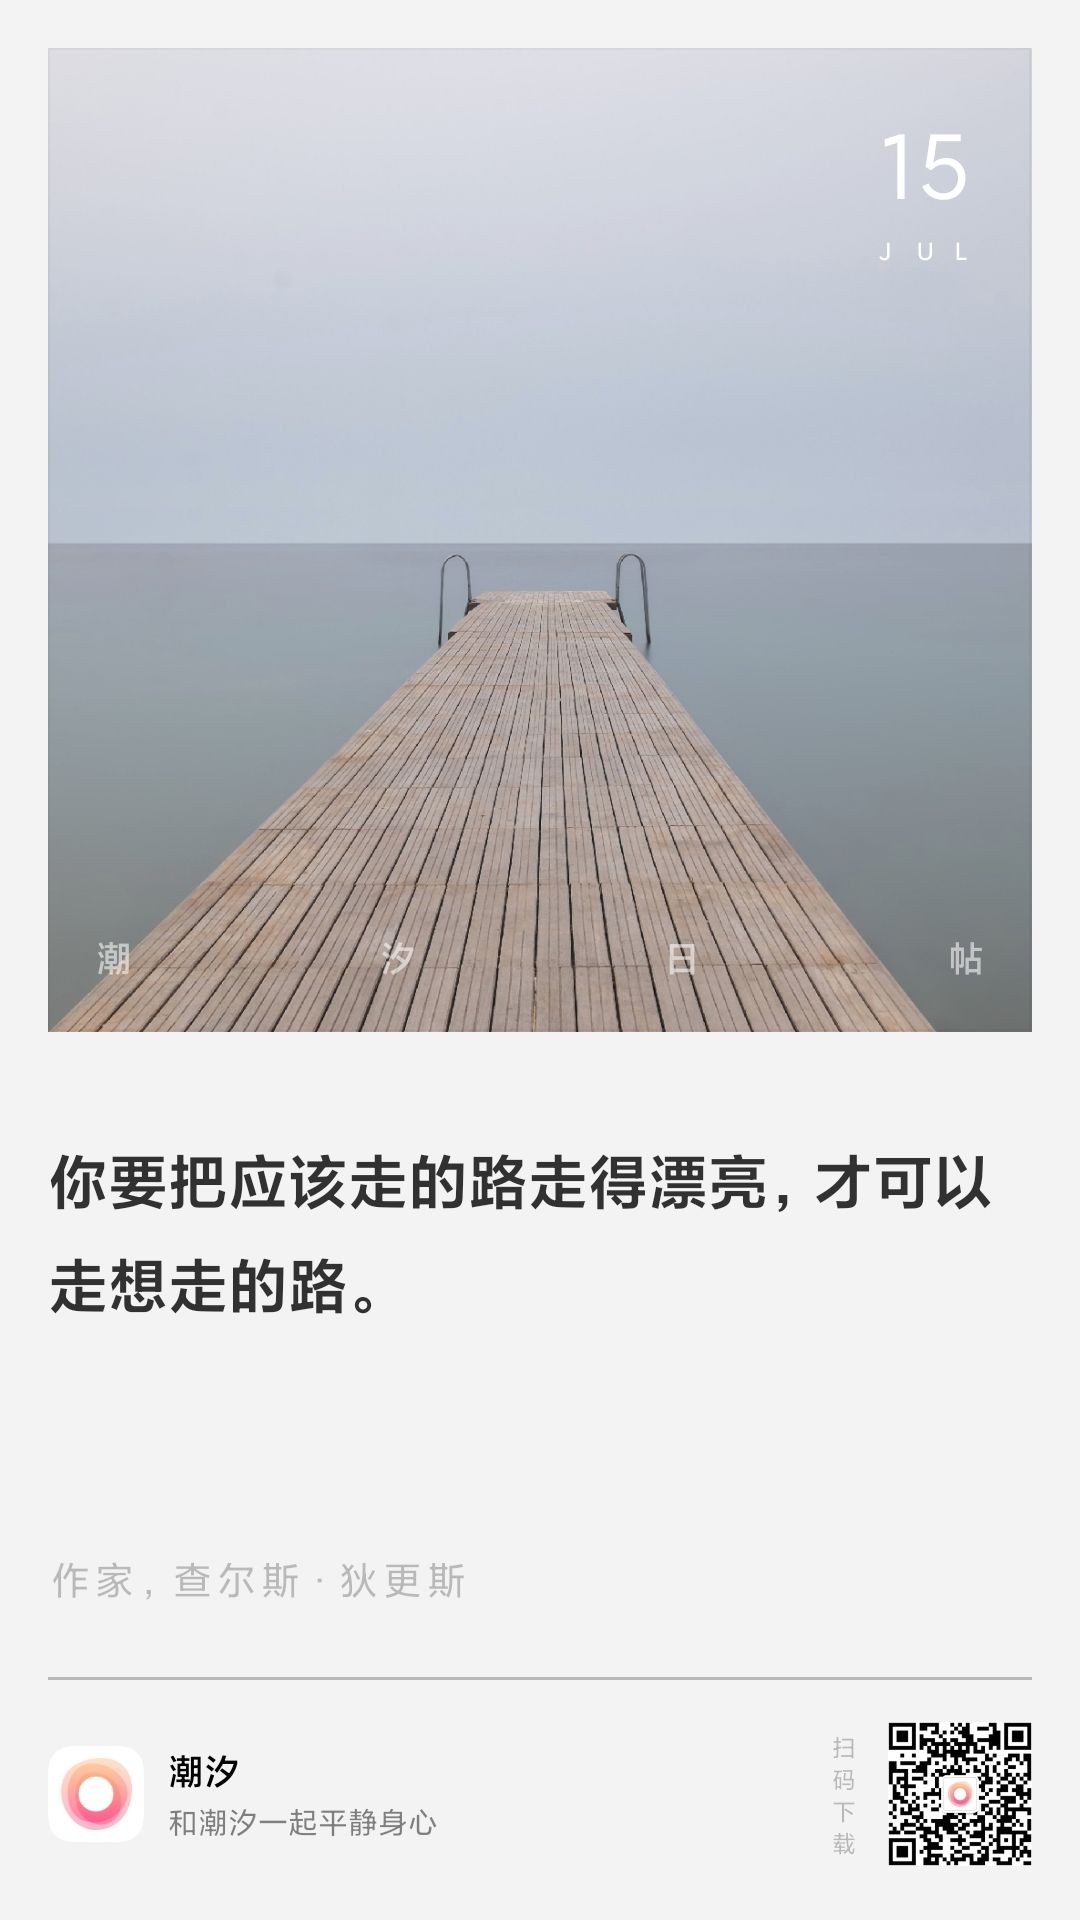 15
JUL
潮汐日帖
你要把应该走的路走得漂亮，才可以
走想走的路。
作家，查尔斯·狄更斯
潮汐
和潮汐一起平静身心
扫码下载